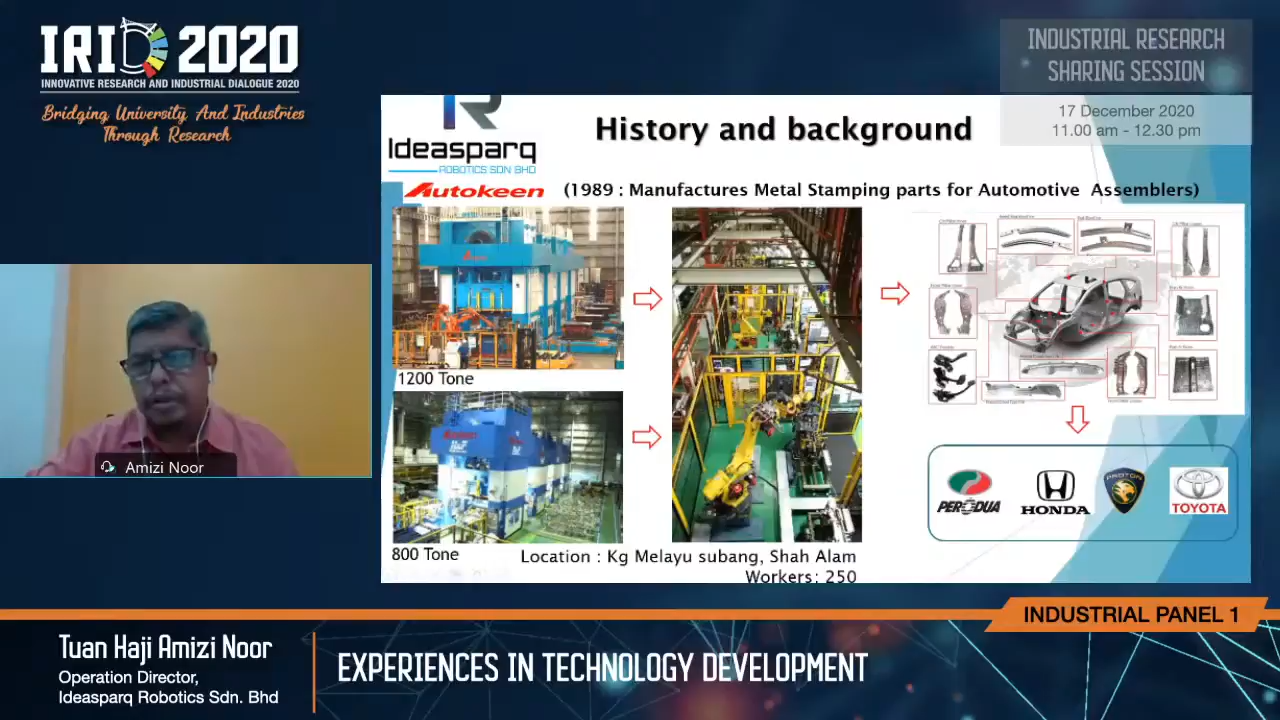 IRID 2020
INNOVATIVE RESEARCH AND INDUSTRIAL DIALOGUE 2020
Bridging University And Industries
Through Research
INDUSTRIAL RESEARCH
SHARING SESSION
17 December 2020
11.00 am - 12.30 pm
Ideasparq
ROBOTICS SDN BHD
History and background
Autokeen
(1989 : Manufactures Metal Stamping parts for Automotive Assemblers)
1200 Tone
800 Tone
Location : Kg Melayu subang, Shah Alam
Workers: 250
PERODUA
HONDA
PROTON
TOYOTA
Amizi Noor
INDUSTRIAL PANEL 1
Tuan Haji Amizi Noor
Operation Director,
Ideasparq Robotics Sdn. Bhd
EXPERIENCES IN TECHNOLOGY DEVELOPMENT